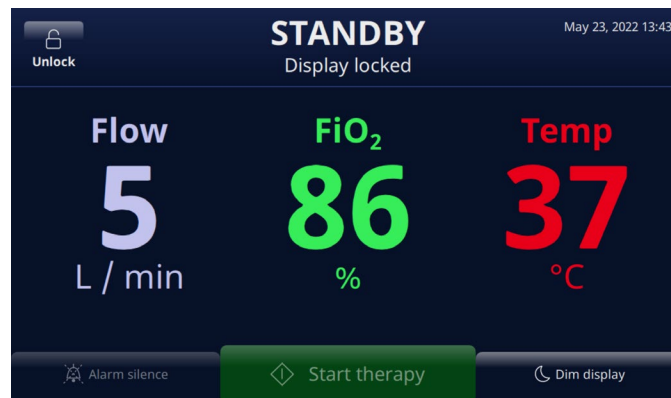 Unlock
STANDBY
Display locked
May 23, 2022 13:43
Flow
5
L / min
FiO₂
86
%
Temp
37
°C
Alarm silence
Start therapy
Dim display